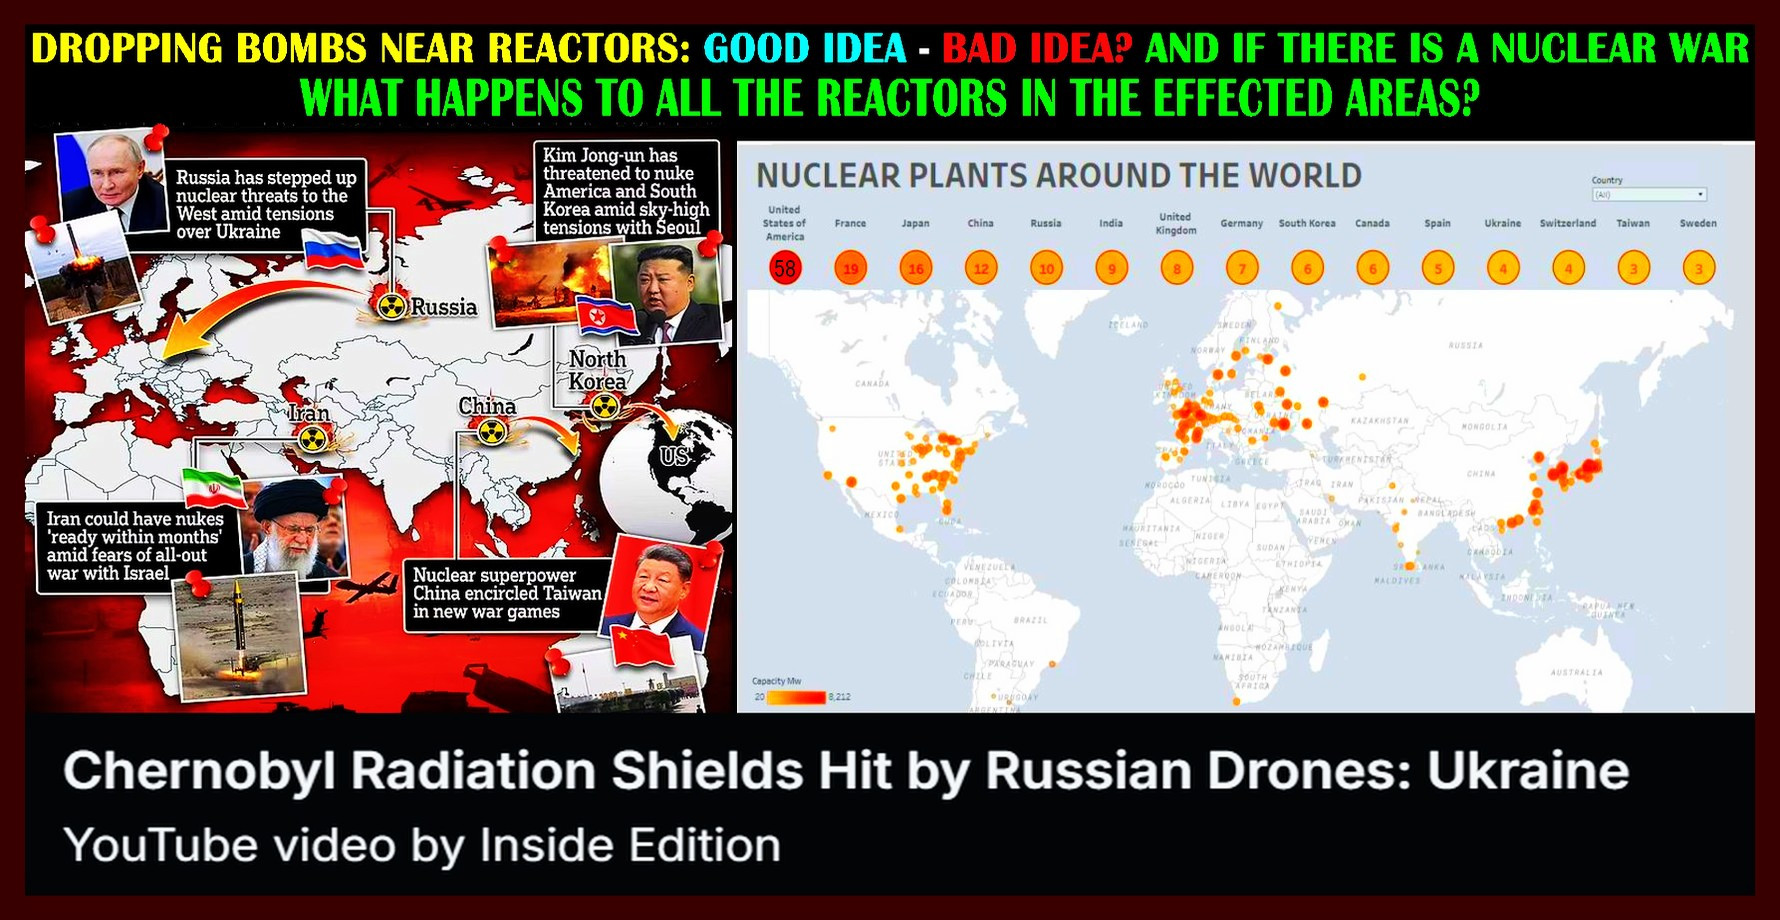 DROPPING BOMBS NEAR REACTORS: GOOD IDEA - BAD IDEA? AND IF THERE IS A NUCLEAR WAR
WHAT HAPPENS TO ALL THE REACTORS IN THE EFFECTED AREAS?
Russia has stepped up
nuclear threats to the
West amid tensions
over Ukraine
Kim Jong-un has
threatened to nuke
America and South
Korea amid sky-high
tensions with Seoul
Russia
North
Korea
Iran
China
US
Iran could have nukes
'ready within months'
amid fears of all-out
war with Israel
Nuclear superpower
China encircled Taiwan
in new war games
NUCLEAR PLANTS AROUND THE WORLD
Country
(All)
United
States of
America
France
Japan
China
Russia
India
United
Kingdom
Germany
South Korea
Canada
Spain
Ukraine
Switzerland
Taiwan
Sweden
58
19
16
12
10
9
8
7
6
6
5
4
4
3
3
ICELAND
SWEDEN
FINLAND
NORWAY
RUSSIA
CANADA
KAZAKHSTAN
MONGOLIA
ITALY
GREECE
TURKMENISTAN
CHINA
MOROCCO
TUNISIA
ALGERIA
LIBYA
EGYPT
IRAQ
IRAN
PAKISTAN
NEPAL
BANGLADESH
SAUDI
ARABIA
OMAN
YEMEN
MEXICO
CUBA
MAURITANIA
SENEGAL
NIGER
SUDAN
NIGERIA
ETHIOPIA
CAMEROON
LAOS
CAMBODIA
SRI LANKA
MALDIVES
MALAYSIA
INDONESIA
PAPUA NEW
GUINEA
VENEZUELA
COLOMBIA
ECUADOR
KENYA
TANZANIA
PERU
BRAZIL
ANGOLA
BOLIVIA
MOZAMBIQUE
NAMIBIA
PARAGUAY
CHILE
SOUTH
AFRICA
AUSTRALIA
URUGUAY
ARGENTINA
Capacity Mw
20
8,212
Chernobyl Radiation Shields Hit by Russian Drones: Ukraine
YouTube video by Inside Edition